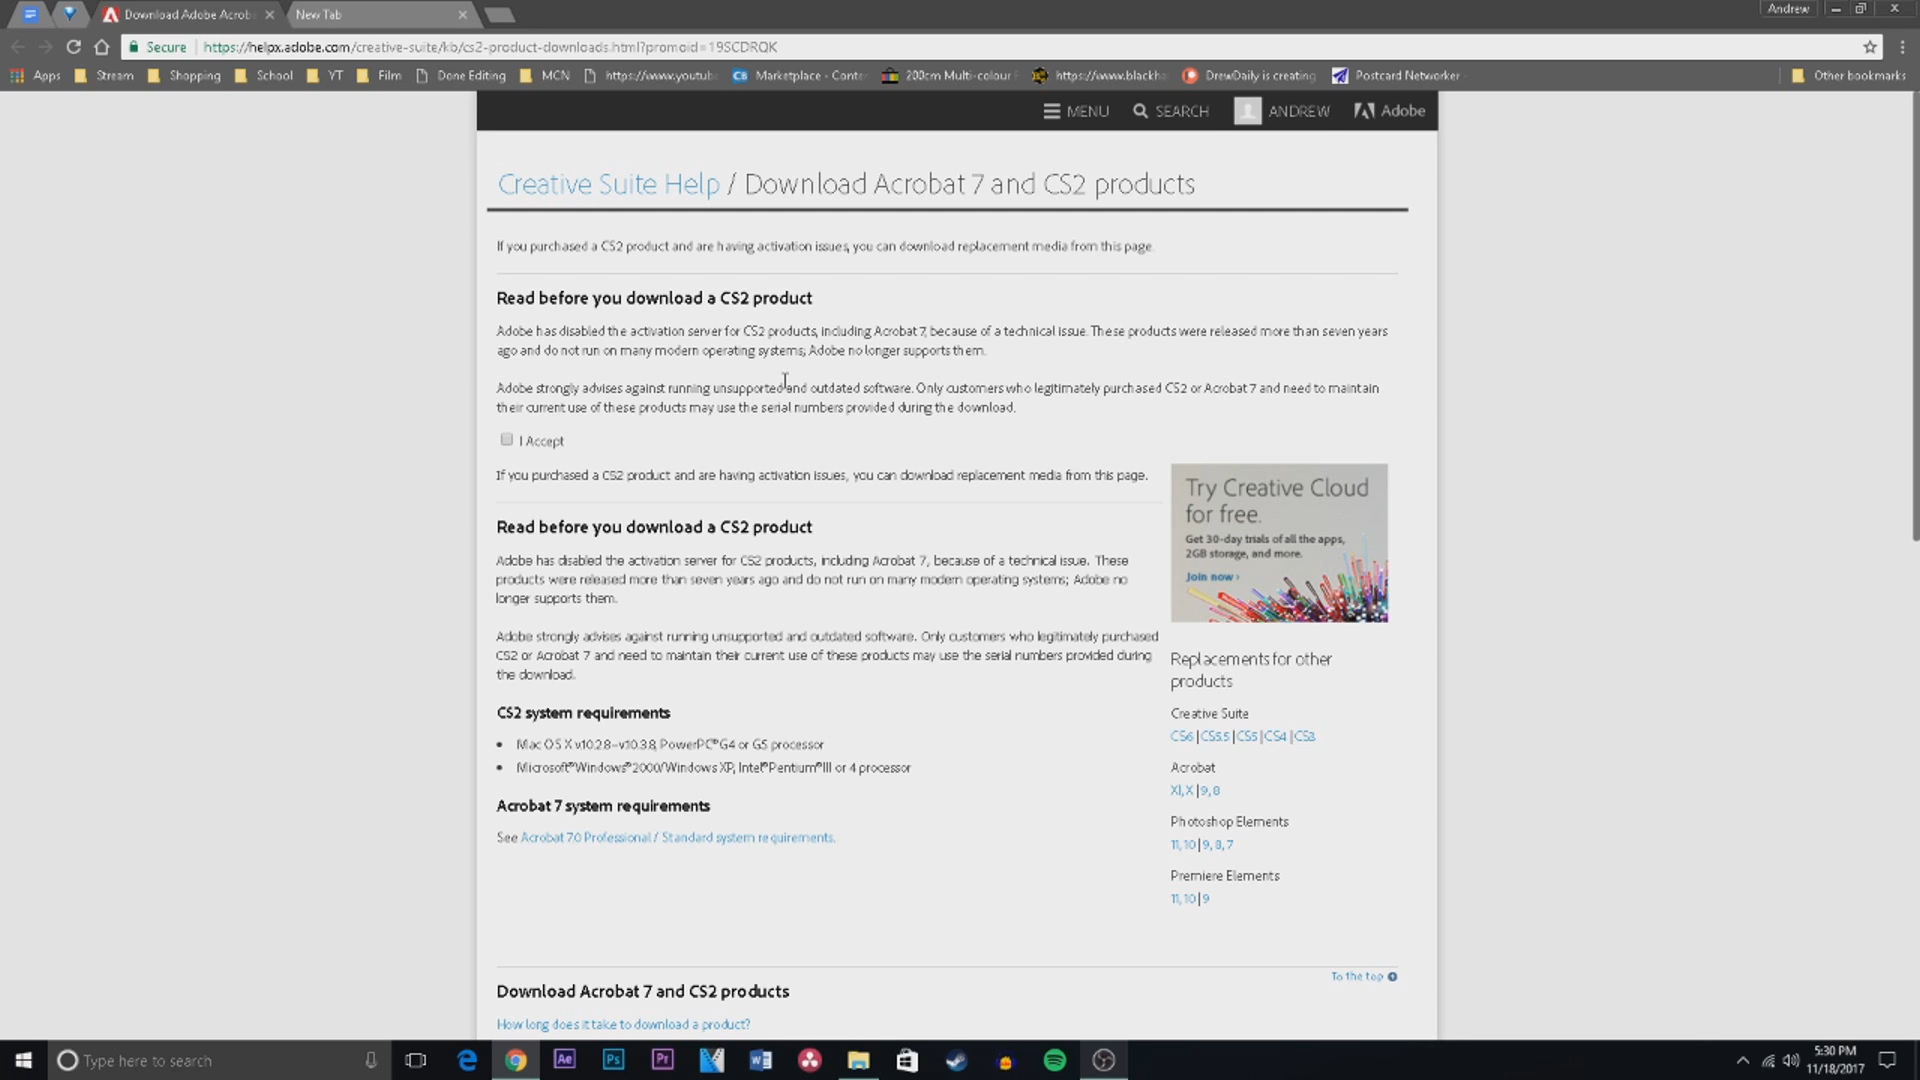 Download Adobe Acrob
New Tab
Andrew
Secure
https://helpx.adobe.com/creative-suite/kb/cs2-product-downloads.html?promoid=19SCDRQK
Apps
Stream
Shopping
School
YT
Film
Done Editing
MCN
https://www.youtub
CB
Marketplace - Conte
200cm Multi-colour
https://www.blackha
DrewDaily is creating
Postcard Networker
Other bookmarks
MENU
SEARCH
ANDREW
Adobe
Creative Suite Help / Download Acrobat 7 and CS2 products
If you purchased a CS2 product and are having activation issues, you can download replacement media from this page.
Read before you download a CS2 product
Adobe has disabled the activation server for CS2 products, including Acrobat 7, because of a technical issue. These products were released more than seven years
ago and do not run on many modern operating systems; Adobe no longer supports them.
Adobe strongly advises against running unsupported and outdated software. Only customers who legitimately purchased CS2 or Acrobat 7 and need to maintain
their current use of these products may use the serial numbers provided during the download.
I Accept
If you purchased a CS2 product and are having activation issues, you can download replacement media from this page.
Read before you download a CS2 product
Adobe has disabled the activation server for CS2 products, including Acrobat 7, because of a technical issue. These
products were released more than seven years ago and do not run on many modern operating systems; Adobe no
longer supports them.
Adobe strongly advises against running unsupported and outdated software. Only customers who legitimately purchased
CS2 or Acrobat 7 and need to maintain their current use of these products may use the serial numbers provided during
the download.
CS2 system requirements
Mac OS X v10.2.8–v10.3.8, PowerPC® G4 or G5 processor
Microsoft® Windows® 2000/Windows XP, Intel® Pentium® III or 4 processor
Acrobat 7 system requirements
See Acrobat 7.0 Professional / Standard system requirements.
Try Creative Cloud
for free.
Get 30-day trials of all the apps,
2GB storage, and more.
Join now ›
Replacements for other
products
Creative Suite
CS6 | CS5.5 | CS5 | CS4 | CS3
Acrobat
XI, X | 9, 8
Photoshop Elements
11, 10 | 9, 8, 7
Premiere Elements
11, 10 | 9
To the top
Download Acrobat 7 and CS2 products
How long does it take to download a product?
Type here to search
Ae
Ps
Pr
5:30 PM
11/18/2017